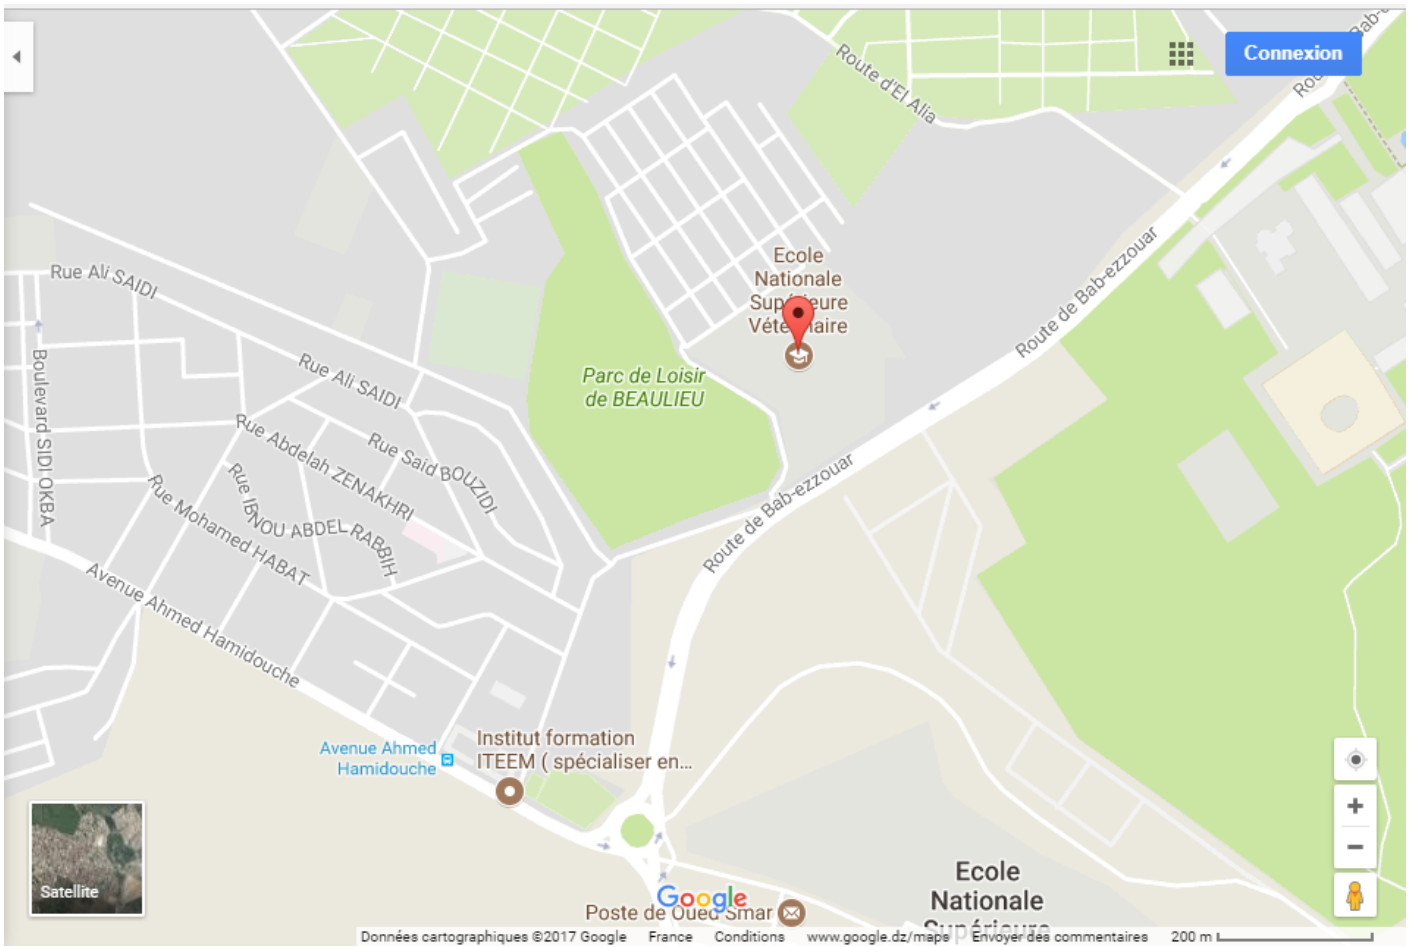 Bab-e
Connexion
Route d'El Alia
Rou
Ecole
Nationale
Supérieure
Route de Bab-ezzouar
Rue Ali SAIDI
Parc de Loisir
de BEAULIEU
Rue Ali SAIDI
Boulevard SIDI OKBA
Rue Abdelah ZENAKHRI
Rue Said BOUZIDI
Rue IBNOU ABDEL RABBIH
Rue Mohamed HABAT
Route de Bab-ezzouar
Avenue Ahmed Hamidouche
Avenue Ahmed
Hamidouche
Institut formation
ITEEM ( spécialiser en...
Satellite
Ecole
Nationale
Supérieure
Google
Poste de Oued Smar
Données cartographiques ©2017 Google France Conditions www.google.dz/maps Envoyer des commentaires 200 m